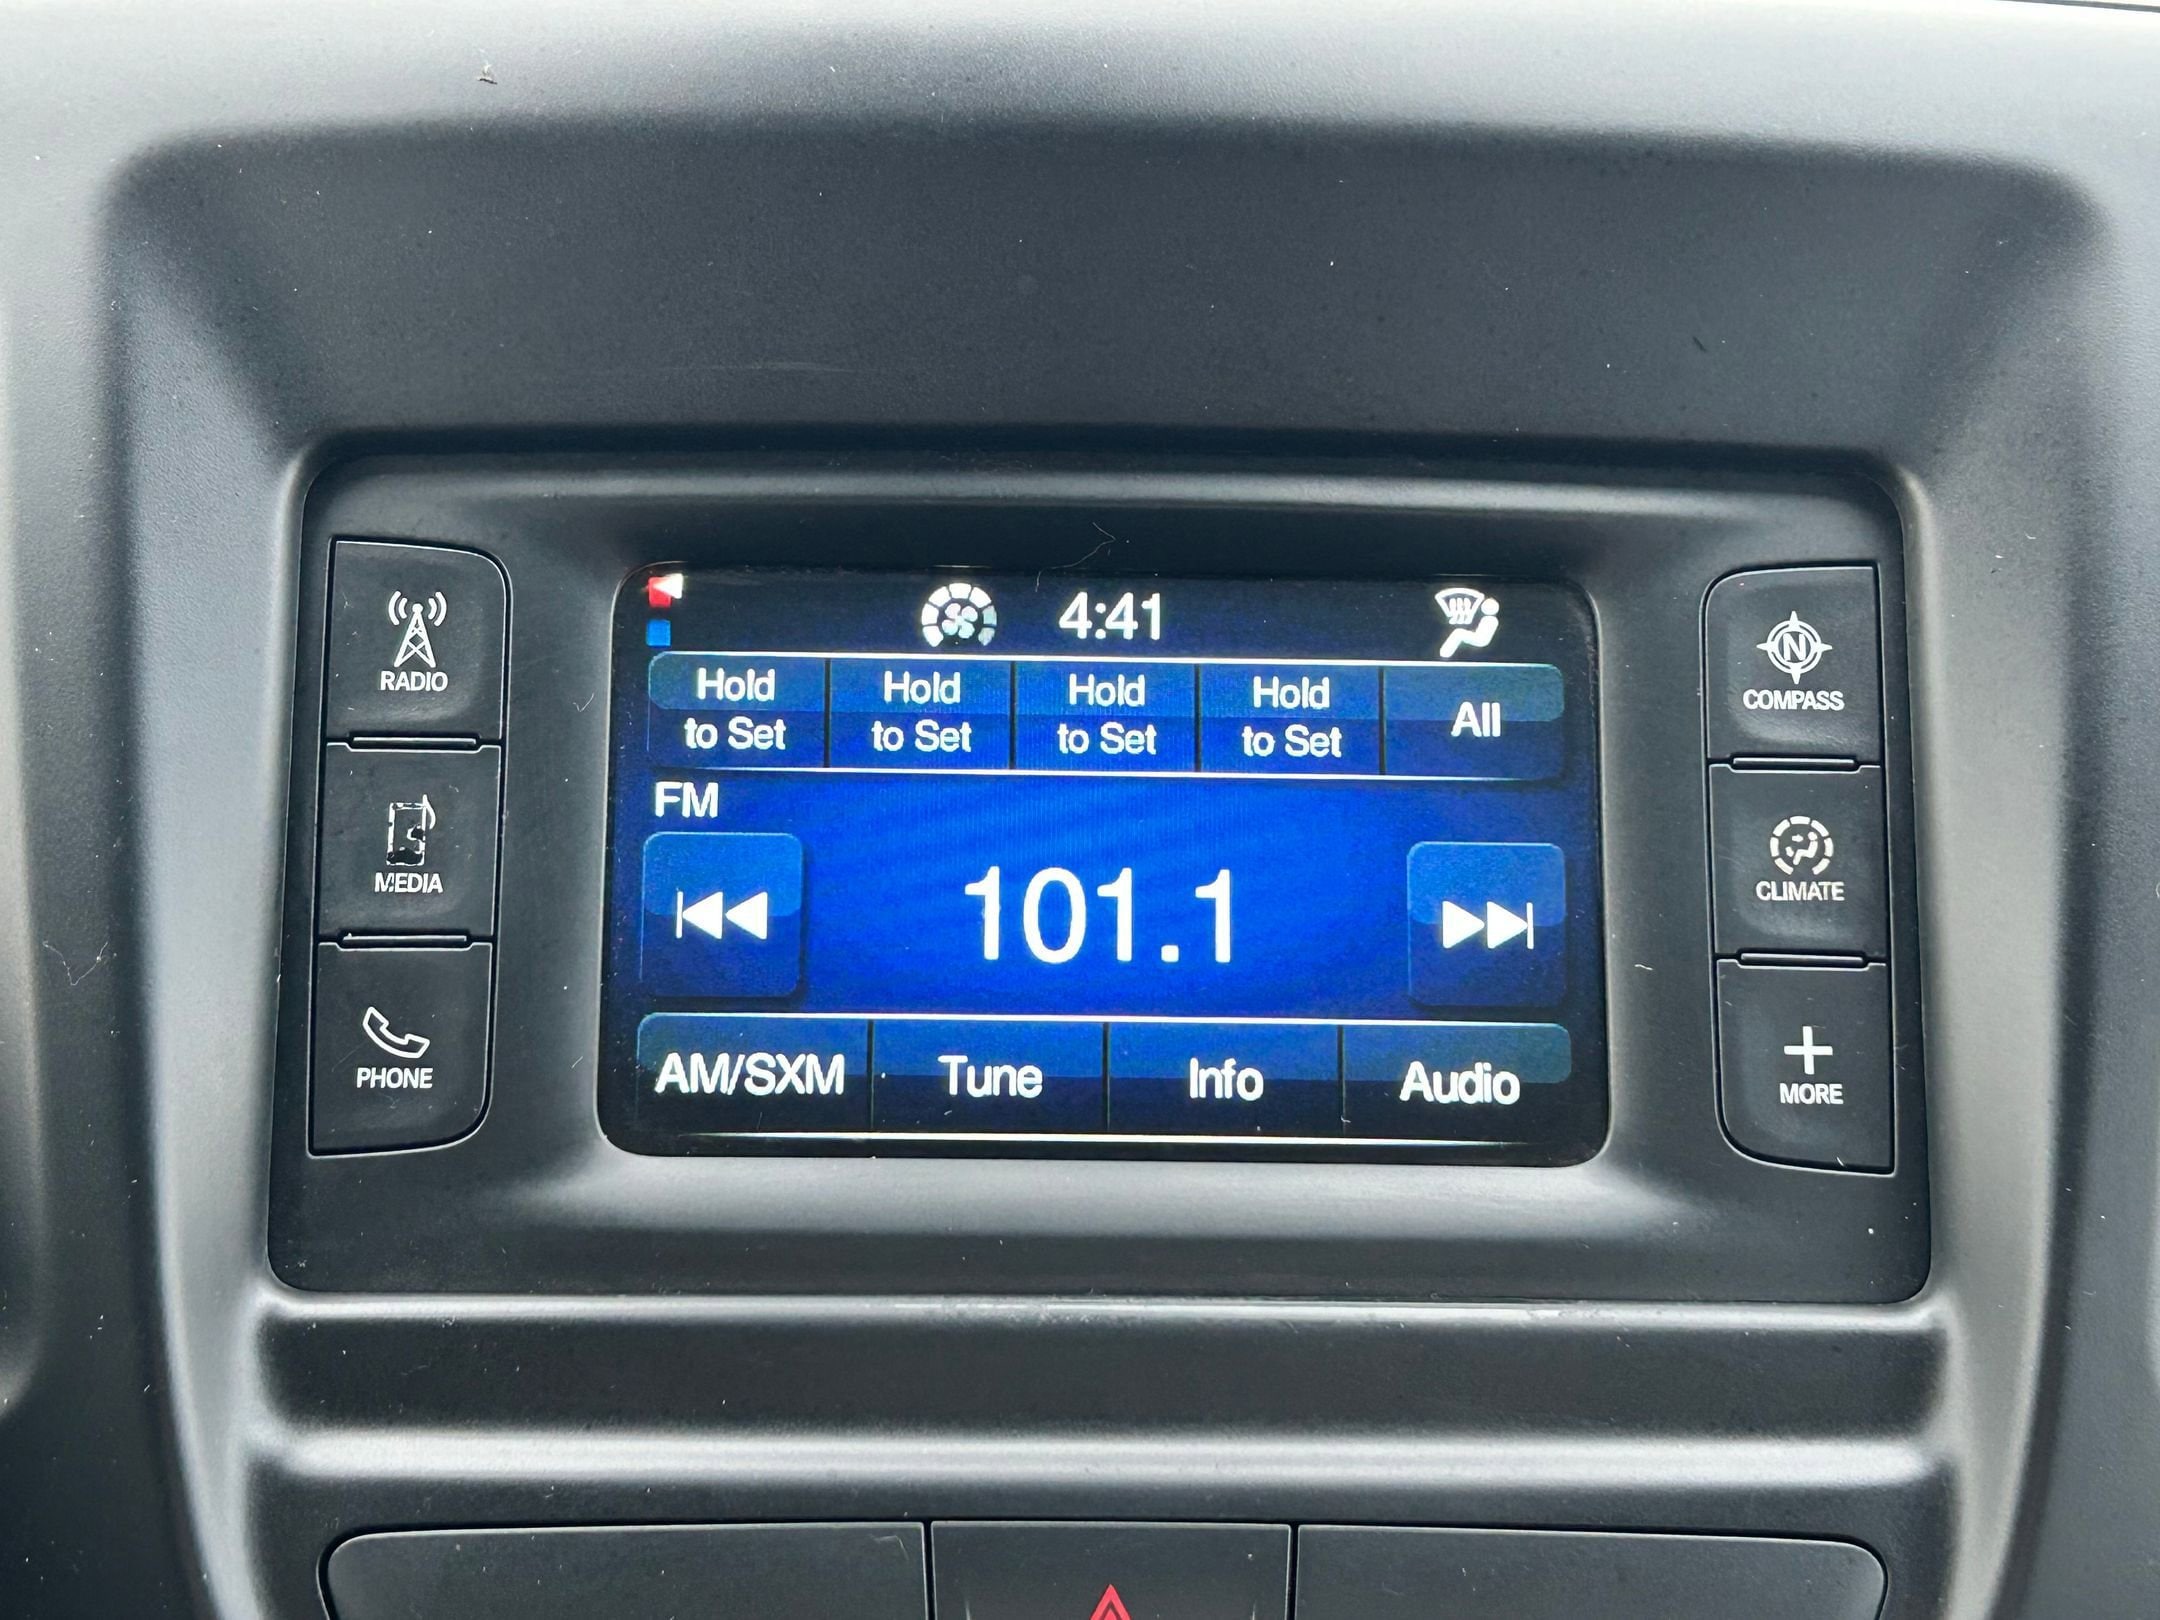 RADIO
MEDIA
PHONE
4:41
Hold to Set
Hold to Set
Hold to Set
Hold to Set
All
FM
101.1
AM/SXM
Tune
Info
Audio
N
COMPASS
CLIMATE
MORE